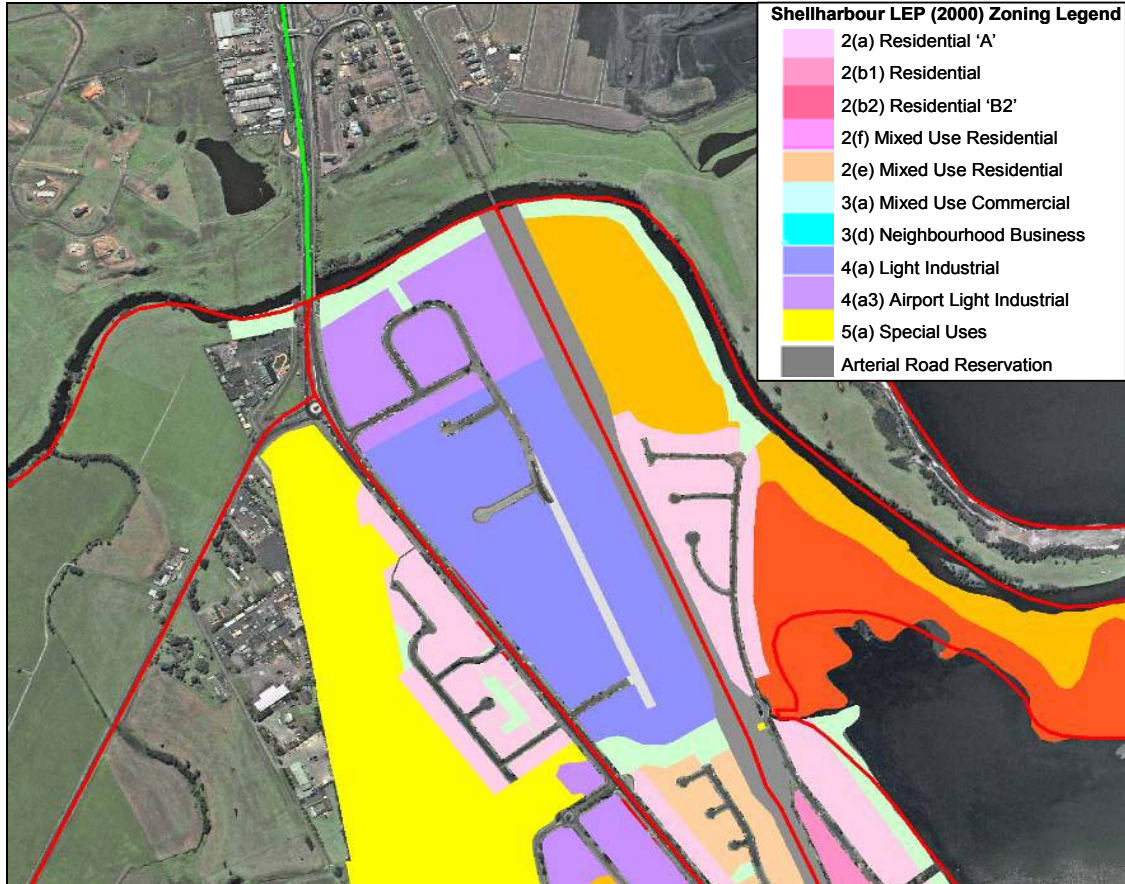 Shellharbour LEP (2000) Zoning Legend
2(a) Residential ‘A’
2(b1) Residential
2(b2) Residential ‘B2’
2(f) Mixed Use Residential
2(e) Mixed Use Residential
3(a) Mixed Use Commercial
3(d) Neighbourhood Business
4(a) Light Industrial
4(a3) Airport Light Industrial
5(a) Special Uses
Arterial Road Reservation